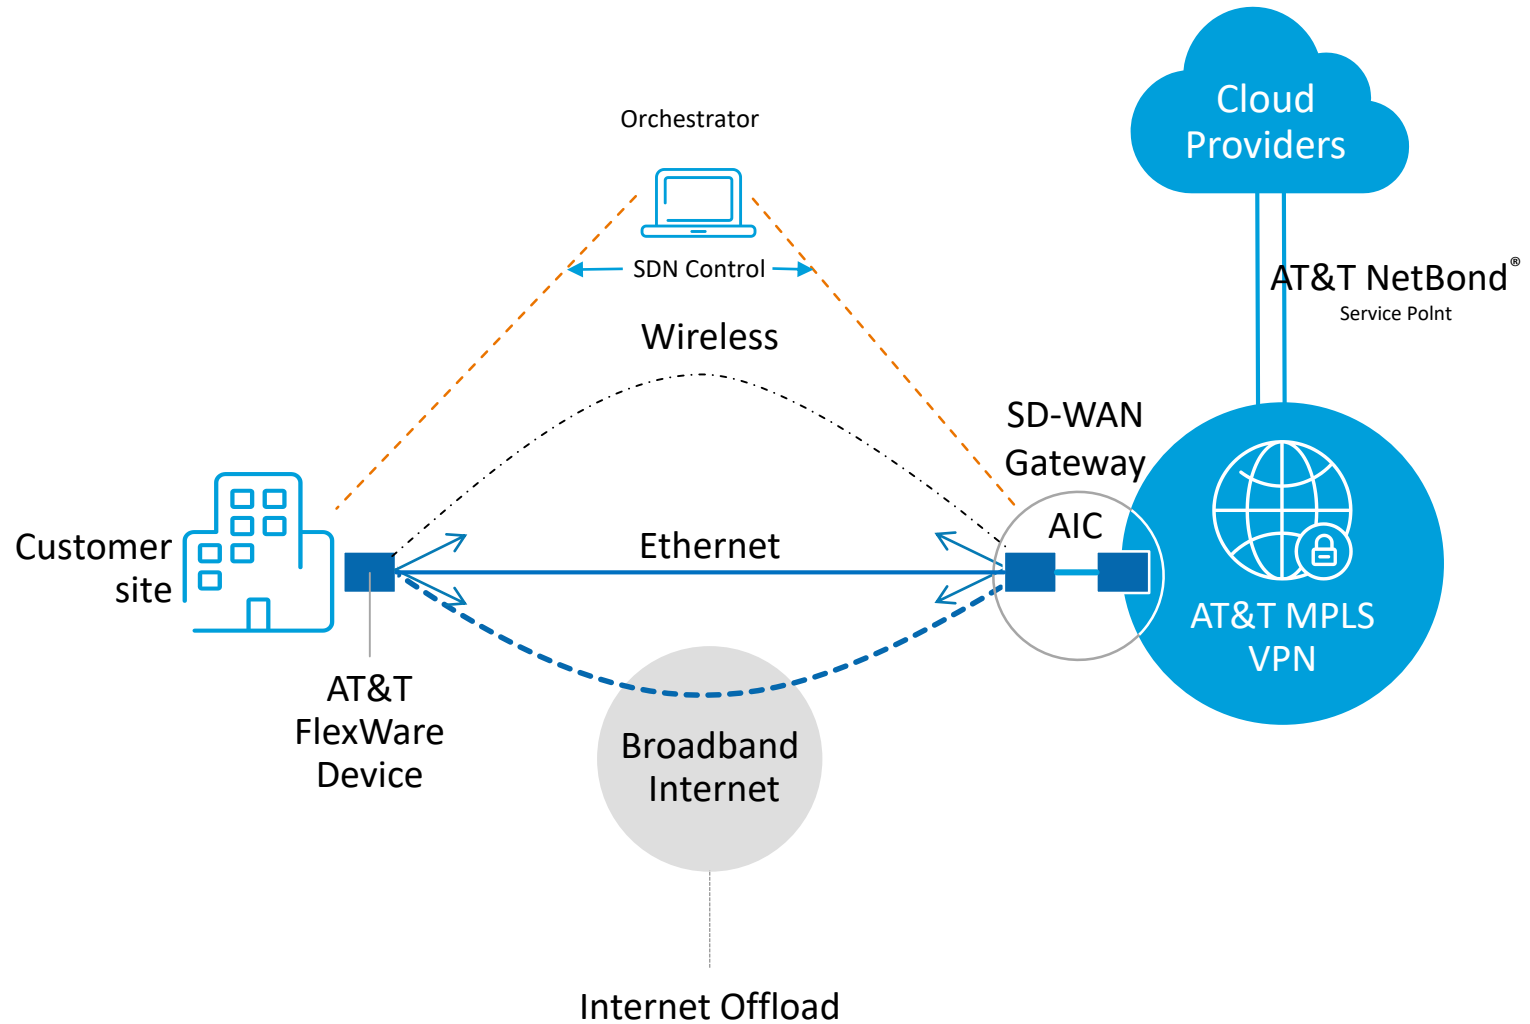 Cloud
Providers
Orchestrator
SDN Control
AT&T NetBond®
Service PoInt
Wireless
SD-WAN
Gateway
AIC
Ethernet
Customer
site
AT&T MPLS
VPN
AT&T
FlexWare
Device
Broadband
Internet
Internet Offload